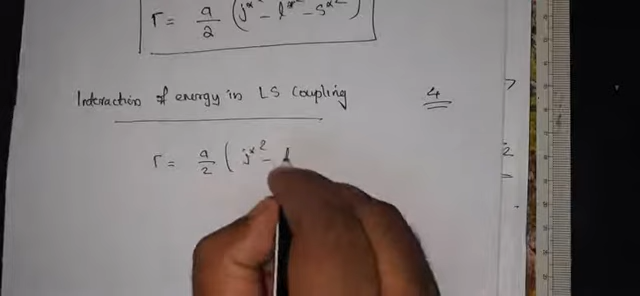 Γ = a/2 (j*² - l*² - s*²)
Interaction of energy in LS Coupling 4
Γ = a/2 ( j*² - l